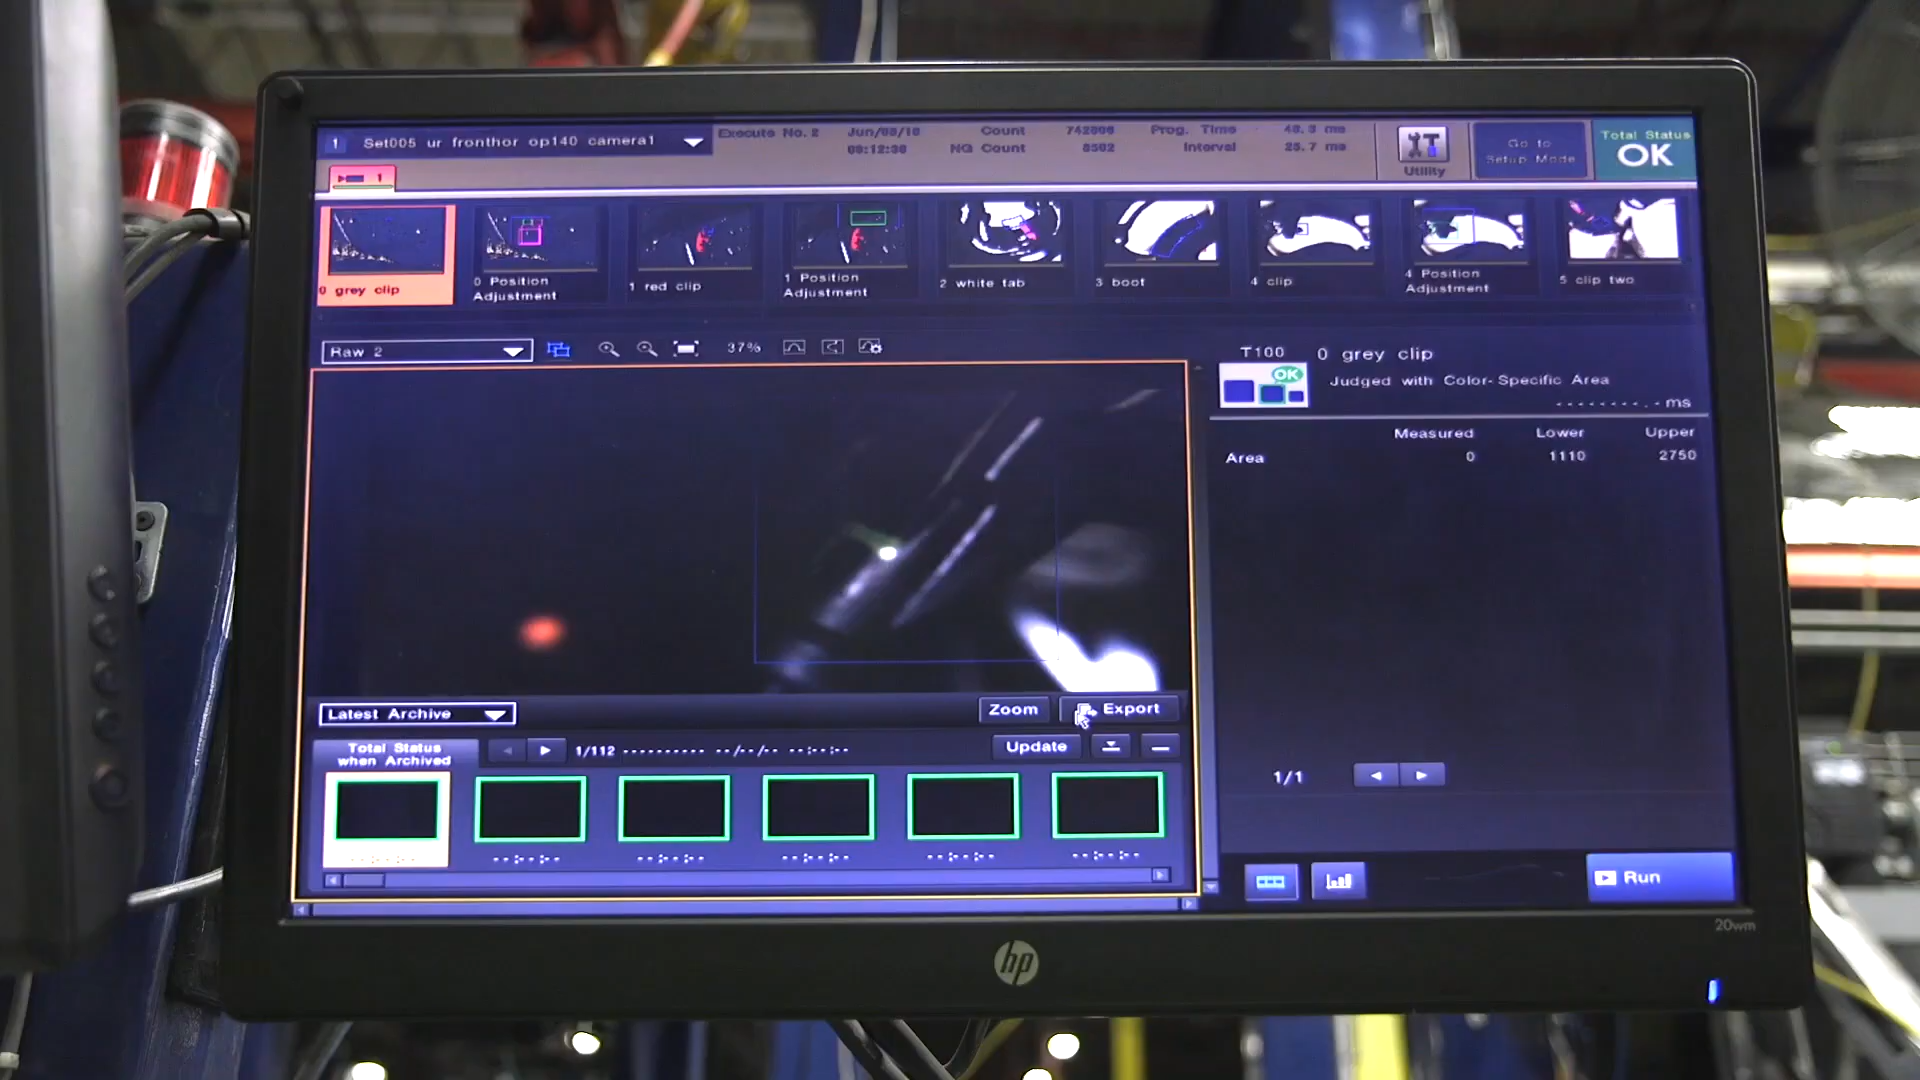 1 Set005 ur fronthor op140 camera1
Execute No. 2
Count
Prog. Time
NG Count
8502
Interval
Utility
Go to
Setup Mode
Total Status
OK
1
0 grey clip
0 Position
Adjustment
1 red clip
1 Position
Adjustment
2 white tab
3 boot
4 clip
4 Position
Adjustment
5 clip two
Raw 2
37%
T100
0 grey clip
OK
Judged with Color-Specific Area
ms
Measured Lower Upper
Area 0 1110 2750
Latest Archive
Zoom
Export
Total Status
when Archived
1/112
Update
1/1
Run
20wm
hp